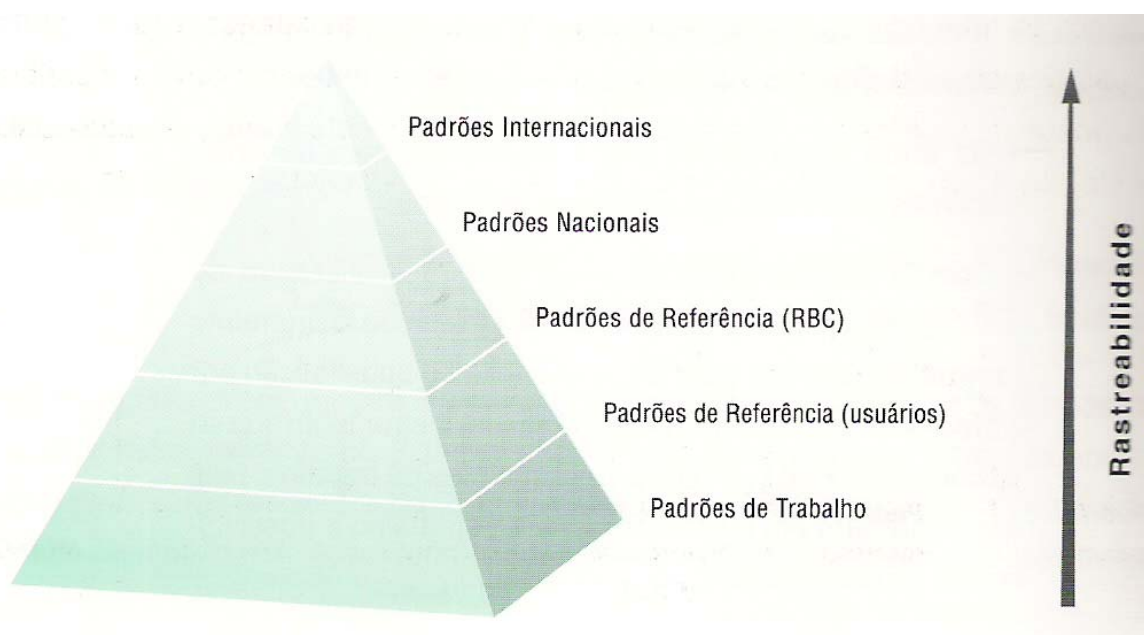 Padrões Internacionais
Padrões Nacionais
Padrões de Referência (RBC)
Padrões de Referência (usuários)
Padrões de Trabalho
Rastreabilidade